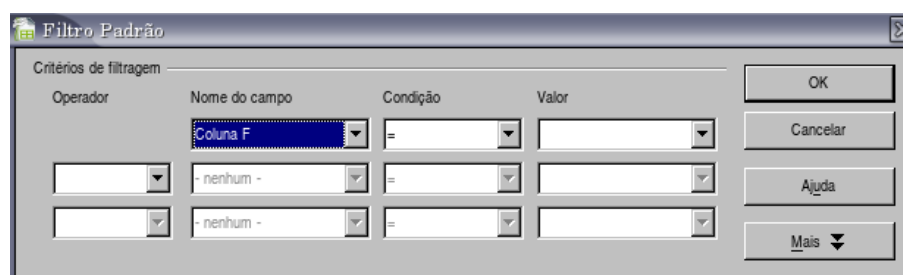 Filtro Padrão
Critérios de filtragem
Operador Nome do campo Condição Valor
Coluna F =
- nenhum - =
- nenhum - =
OK
Cancelar
Ajuda
Mais